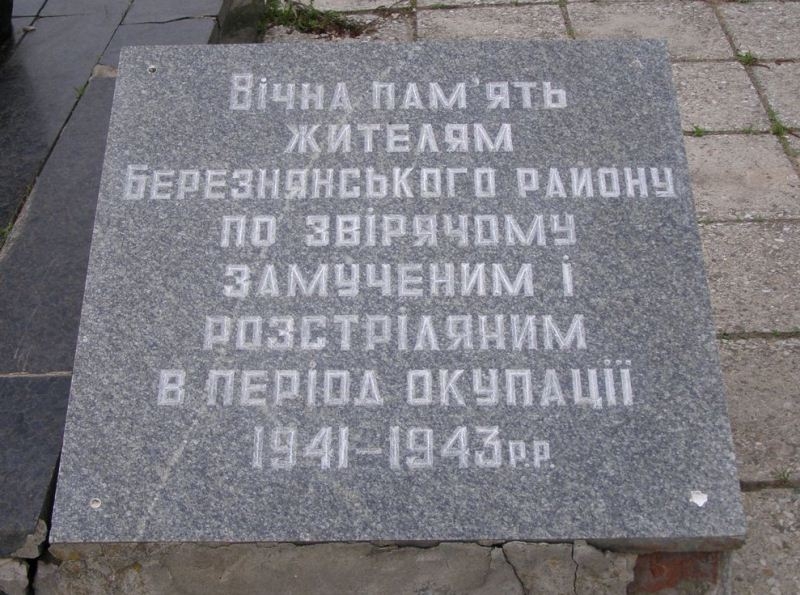 Вічна пам'ять
жителям
Березнянського району
по звірячому
замученим і
розстріляним
в період окупації
1941-1943 р.р.